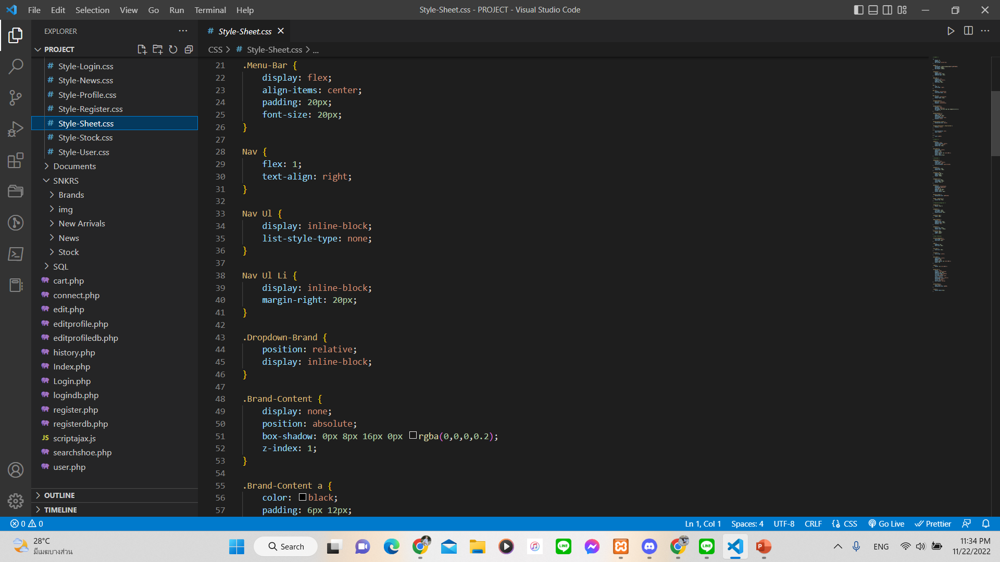 File Edit Selection View Go Run Terminal Help
Style-Sheet.css - PROJECT - Visual Studio Code
EXPLORER
PROJECT
Style-Login.css
Style-News.css
Style-Profile.css
Style-Register.css
Style-Sheet.css
Style-Stock.css
Style-User.css
Documents
SNKRS
Brands
img
New Arrivals
News
Stock
SQL
cart.php
connect.php
edit.php
editprofile.php
editprofiledb.php
history.php
Index.php
Login.php
logindb.php
register.php
registerdb.php
JS scriptajax.js
searchshoe.php
user.php
OUTLINE
TIMELINE
# Style-Sheet.css
CSS > # Style-Sheet.css > ...
21 .Menu-Bar {
22 display: flex;
23 align-items: center;
24 padding: 20px;
25 font-size: 20px;
26 }
27
28 Nav {
29 flex: 1;
30 text-align: right;
31 }
32
33 Nav Ul {
34 display: inline-block;
35 list-style-type: none;
36 }
37
38 Nav Ul Li {
39 display: inline-block;
40 margin-right: 20px;
41 }
42
43 .Dropdown-Brand {
44 position: relative;
45 display: inline-block;
46 }
47
48 .Brand-Content {
49 display: none;
50 position: absolute;
51 box-shadow: 0px 8px 16px 0px rgba(0,0,0,0.2);
52 z-index: 1;
53 }
54
55 .Brand-Content a {
56 color: black;
57 padding: 6px 12px;
0 0
Ln 1, Col 1 Spaces: 4 UTF-8 CRLF {} CSS Go Live Prettier
28°C
มีเมฆบางส่วน
Search
ENG
11:34 PM
11/22/2022